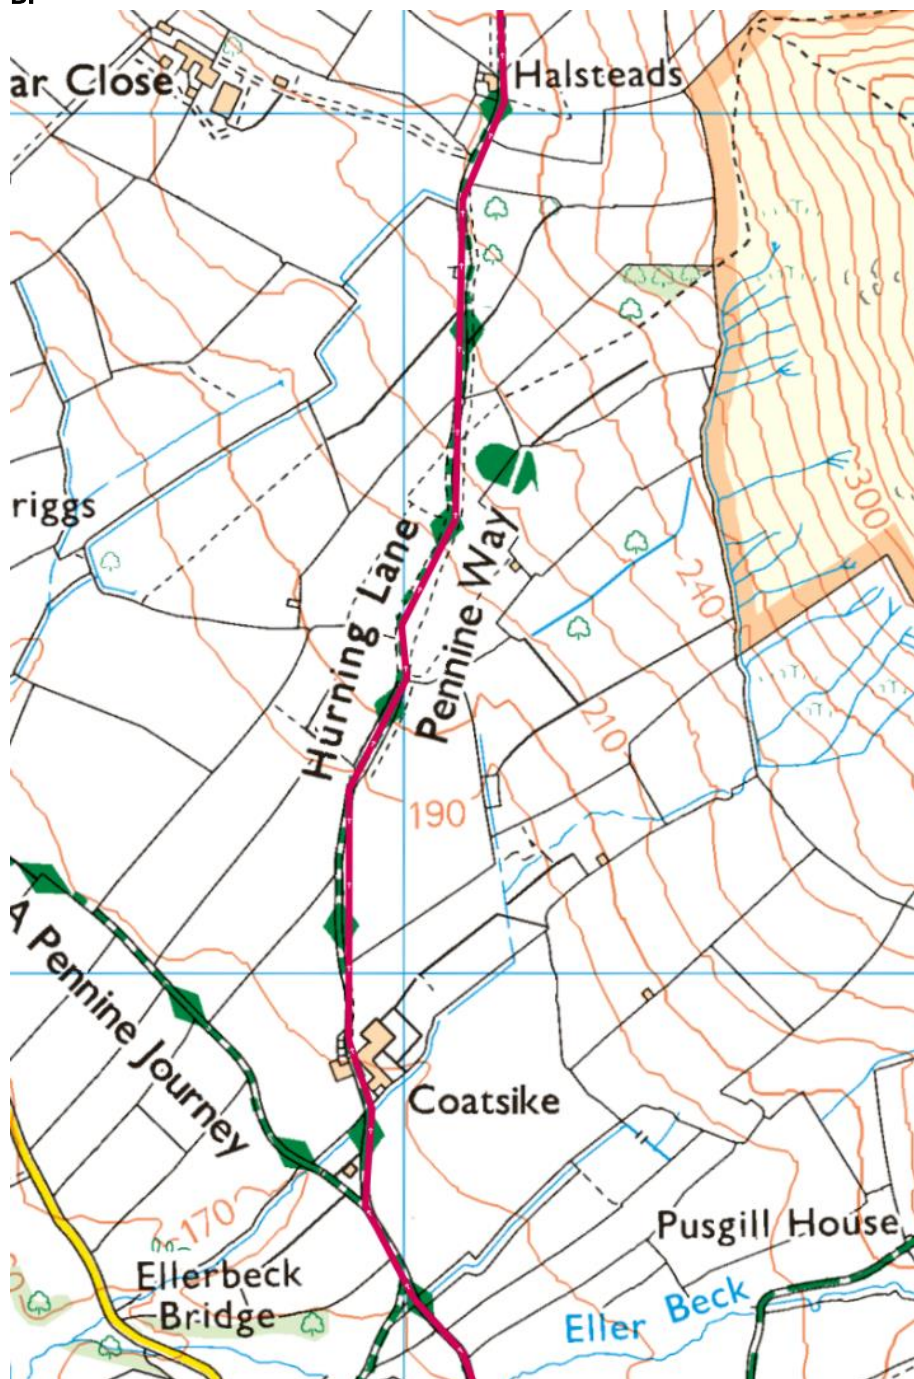 Halsteads
ar Close
riggs
300
Hurning Lane
Pennine Way
240
210
190
A Pennine Journey
Coatsike
170
Pusgill House
Ellerbeck
Bridge
Eller Beck